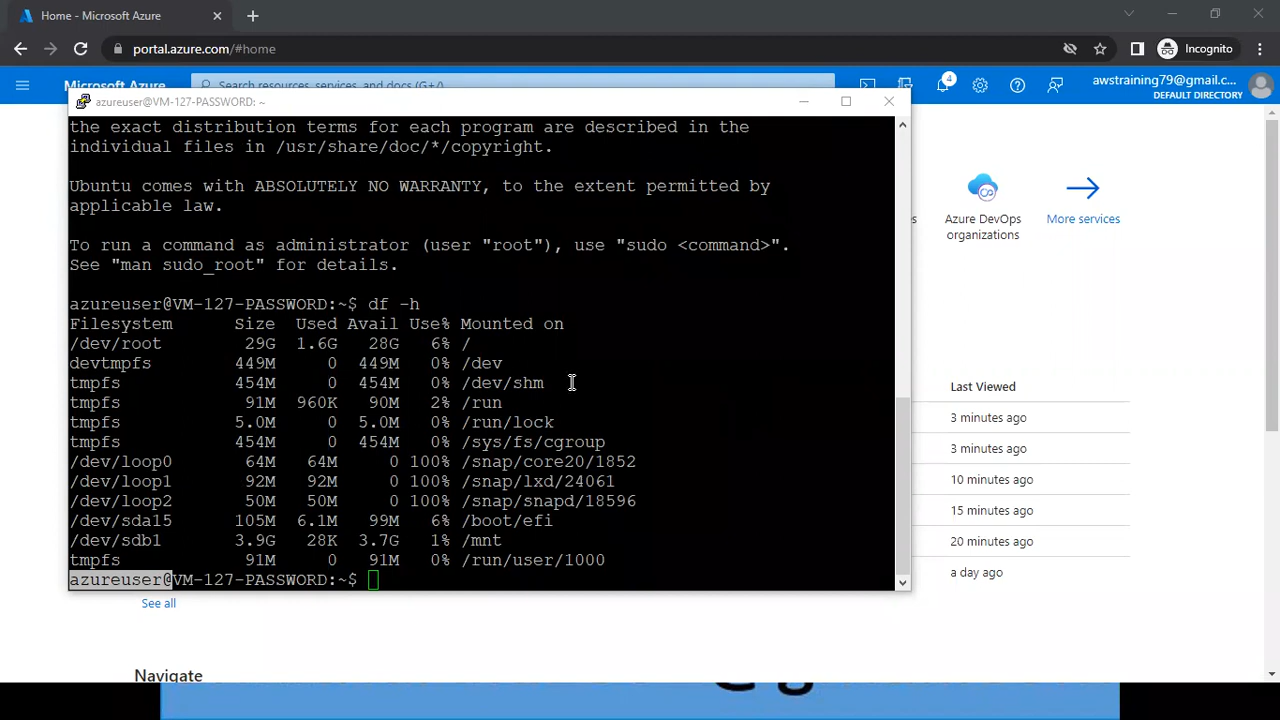 Home - Microsoft Azure
portal.azure.com/#home
Incognito
Microsoft Azure
Search resources, services, and docs (G+/)
4
awstraining79@gmail.c...
DEFAULT DIRECTORY
azureuser@VM-127-PASSWORD: ~
the exact distribution terms for each program are described in the
individual files in /usr/share/doc/*/copyright.
Ubuntu comes with ABSOLUTELY NO WARRANTY, to the extent permitted by
applicable law.
To run a command as administrator (user "root"), use "sudo <command>".
See "man sudo_root" for details.
azureuser@VM-127-PASSWORD:~$ df -h
Filesystem Size Used Avail Use% Mounted on
/dev/root 29G 1.6G 28G 6% /
devtmpfs 449M 0 449M 0% /dev
tmpfs 454M 0 454M 0% /dev/shm
tmpfs 91M 960K 90M 2% /run
tmpfs 5.0M 0 5.0M 0% /run/lock
tmpfs 454M 0 454M 0% /sys/fs/cgroup
/dev/loop0 64M 64M 0 100% /snap/core20/1852
/dev/loop1 92M 92M 0 100% /snap/lxd/24061
/dev/loop2 50M 50M 0 100% /snap/snapd/18596
/dev/sda15 105M 6.1M 99M 6% /boot/efi
/dev/sdb1 3.9G 28K 3.7G 1% /mnt
tmpfs 91M 0 91M 0% /run/user/1000
azureuser@VM-127-PASSWORD:~$
Azure DevOps
organizations
More services
Last Viewed
3 minutes ago
3 minutes ago
10 minutes ago
15 minutes ago
20 minutes ago
a day ago
See all
Navigate